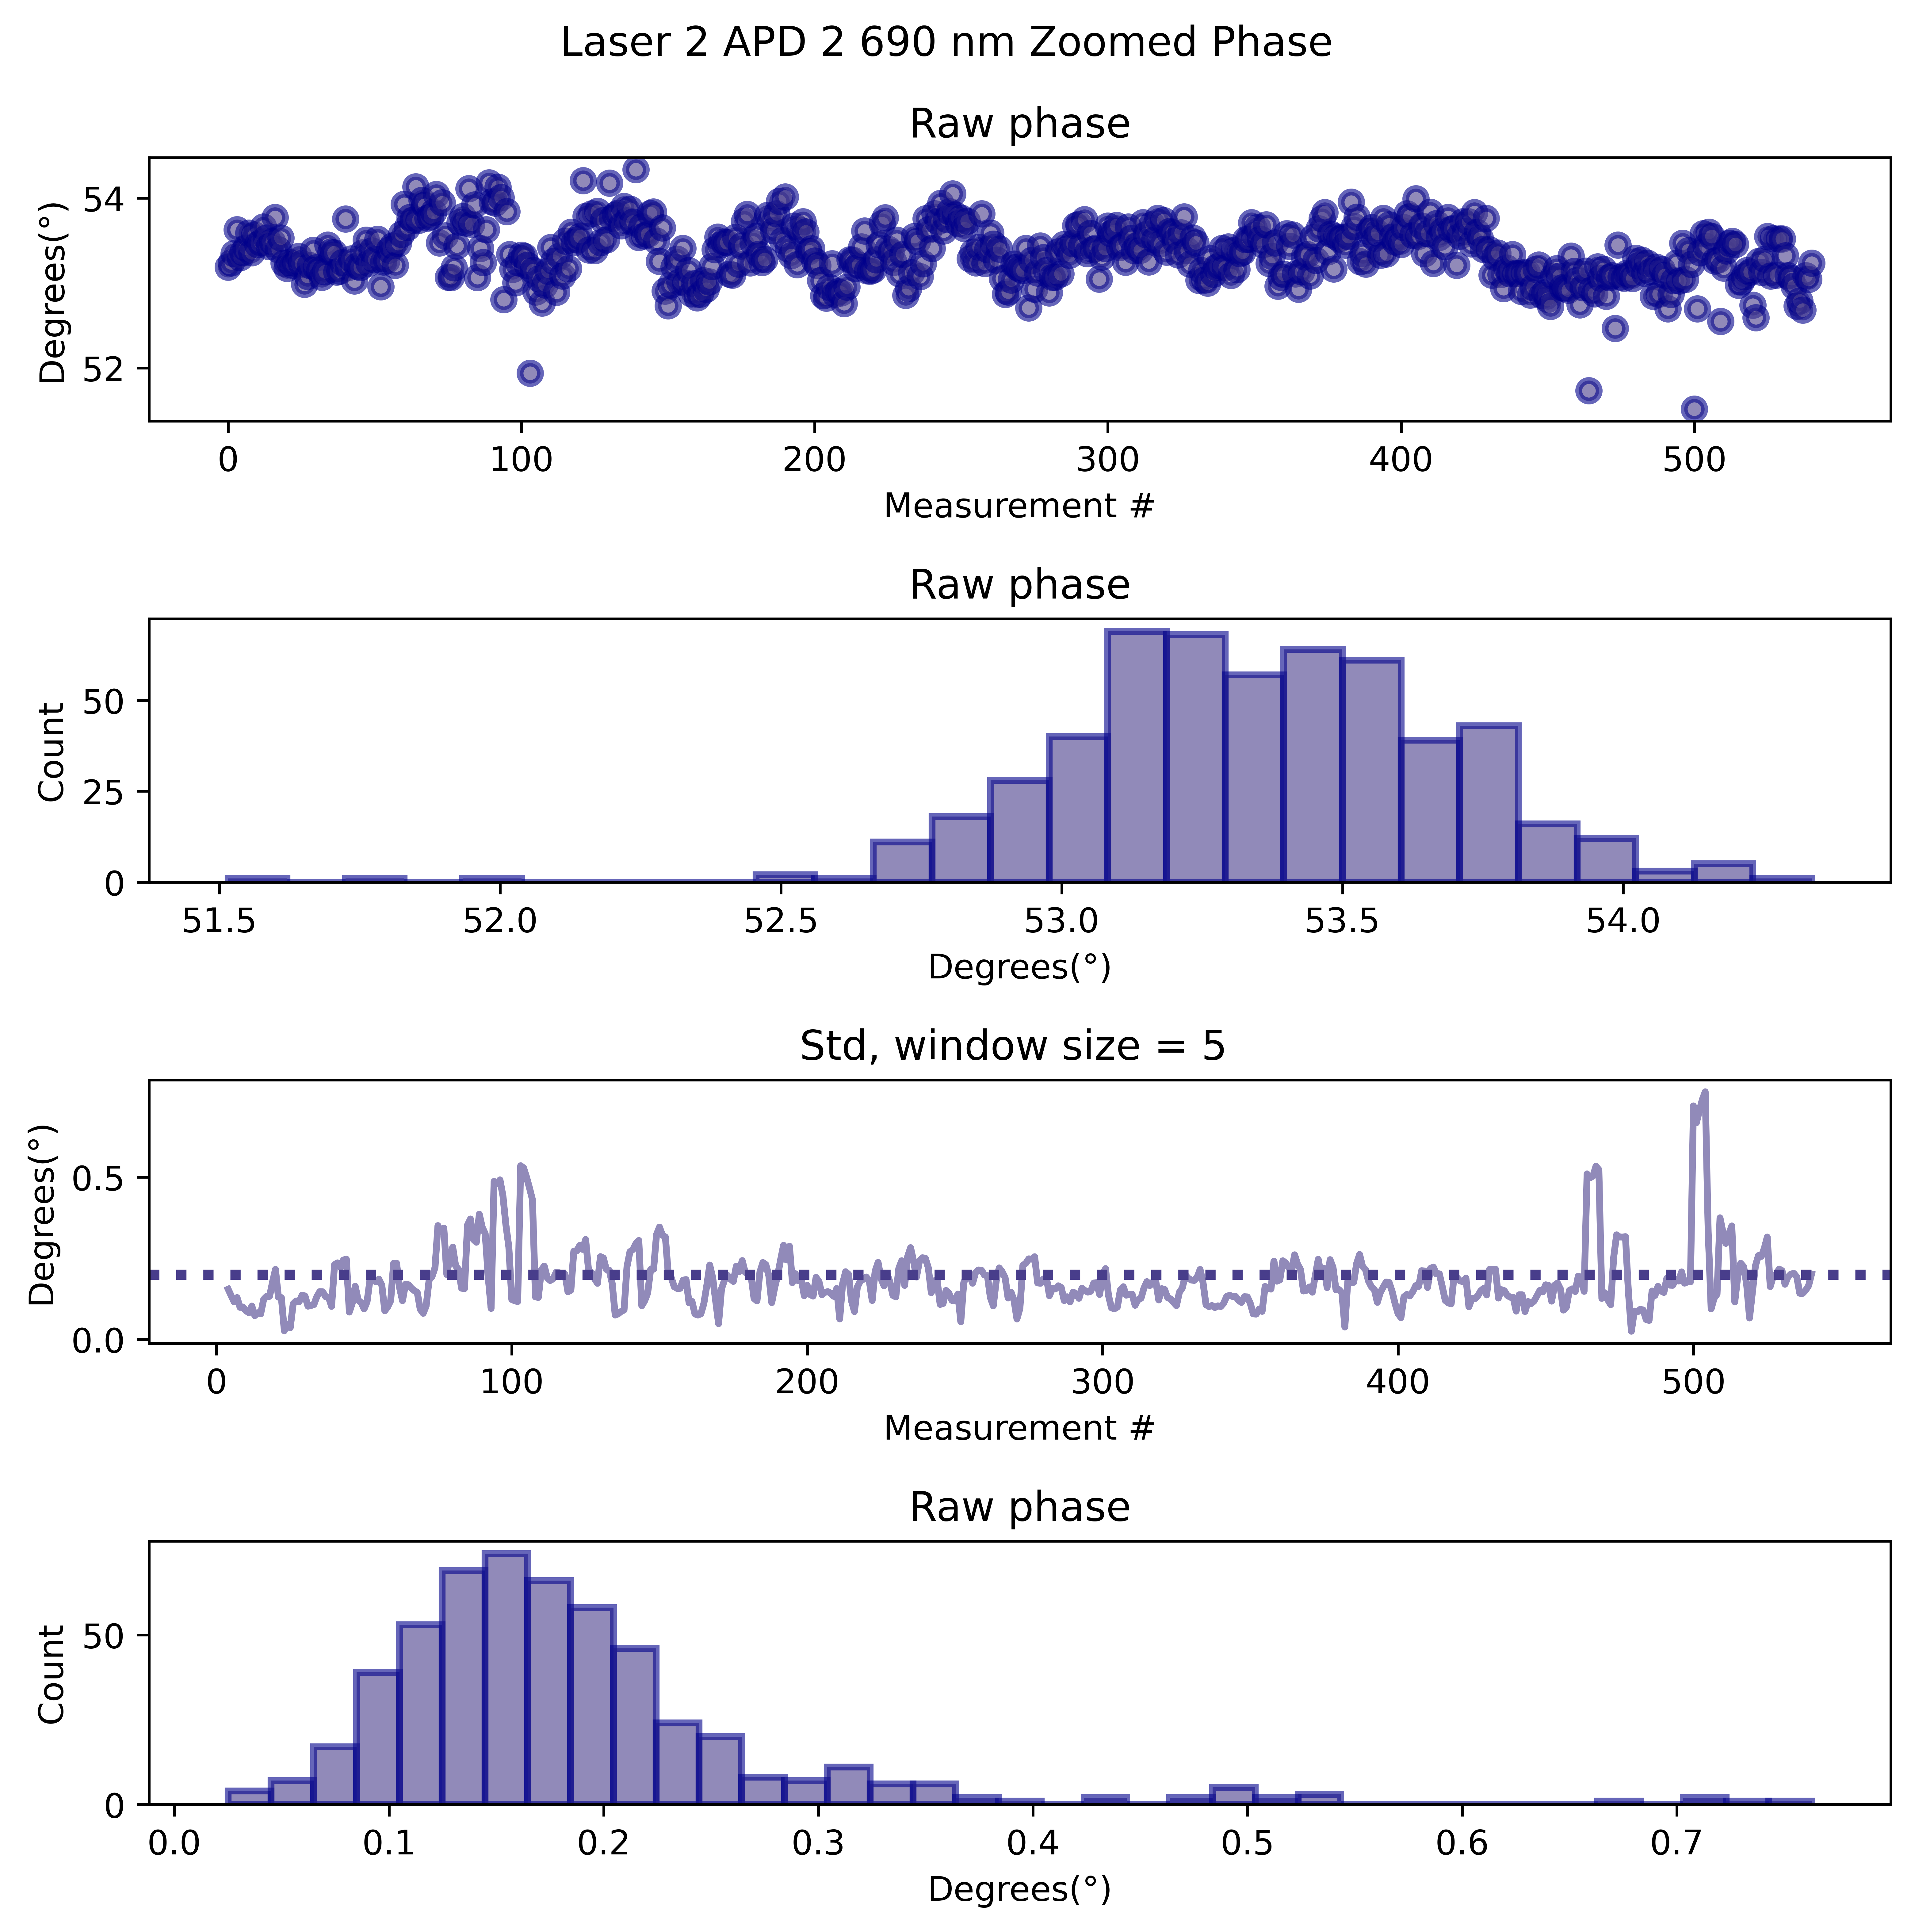 Laser 2 APD 2 690 nm Zoomed Phase
Raw phase
Degrees(°)
54
52
0 100 200 300 400 500
Measurement #
Raw phase
Count
50
25
0
51.5 52.0 52.5 53.0 53.5 54.0
Degrees(°)
Std, window size = 5
Degrees(°)
0.5
0.0
0 100 200 300 400 500
Measurement #
Raw phase
Count
50
0
0.0 0.1 0.2 0.3 0.4 0.5 0.6 0.7
Degrees(°)